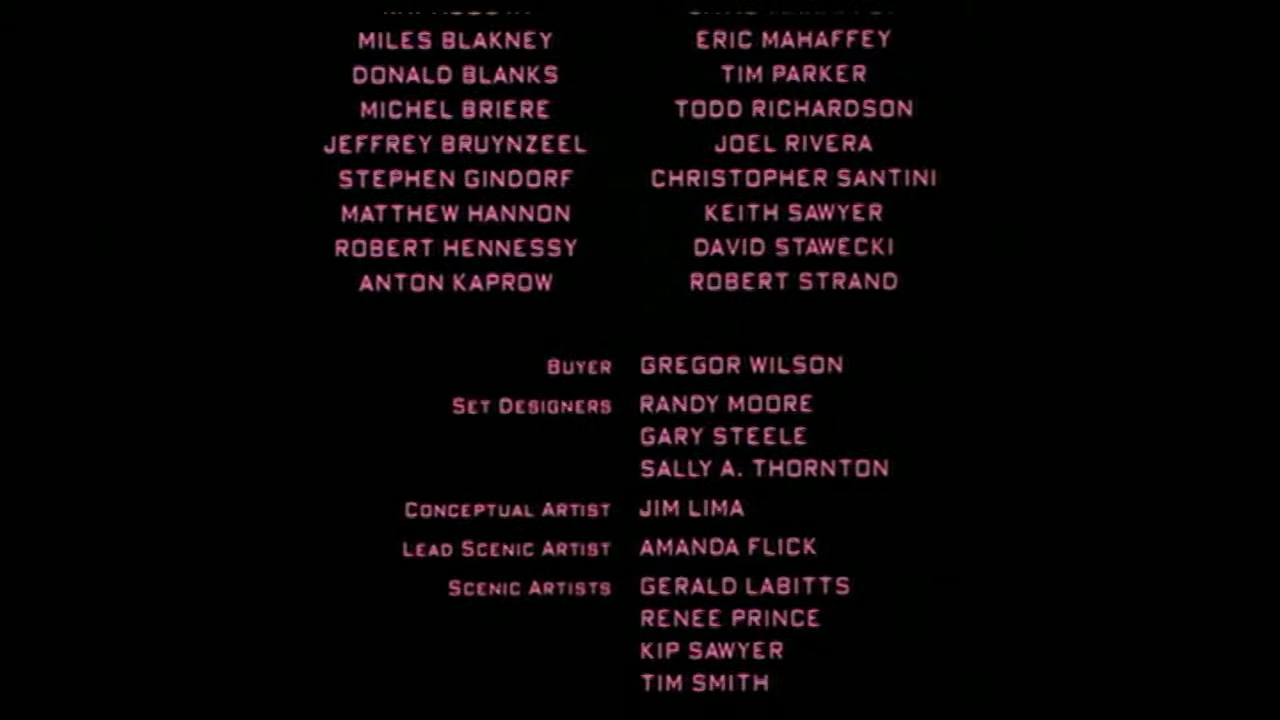 MILES BLAKNEY ERIC MAHAFFEY
DONALD BLANKS TIM PARKER
MICHEL BRIERE TODD RICHARDSON
JEFFREY BRUYNZEEL JOEL RIVERA
STEPHEN GINDORF CHRISTOPHER SANTINI
MATTHEW HANNON KEITH SAWYER
ROBERT HENNESSY DAVID STAWECKI
ANTON KAPROW ROBERT STRAND
BUYER GREGOR WILSON
SET DESIGNERS RANDY MOORE
GARY STEELE
SALLY A. THORNTON
CONCEPTUAL ARTIST JIM LIMA
LEAD SCENIC ARTIST AMANDA FLICK
SCENIC ARTISTS GERALD LABITTS
RENEE PRINCE
KIP SAWYER
TIM SMITH